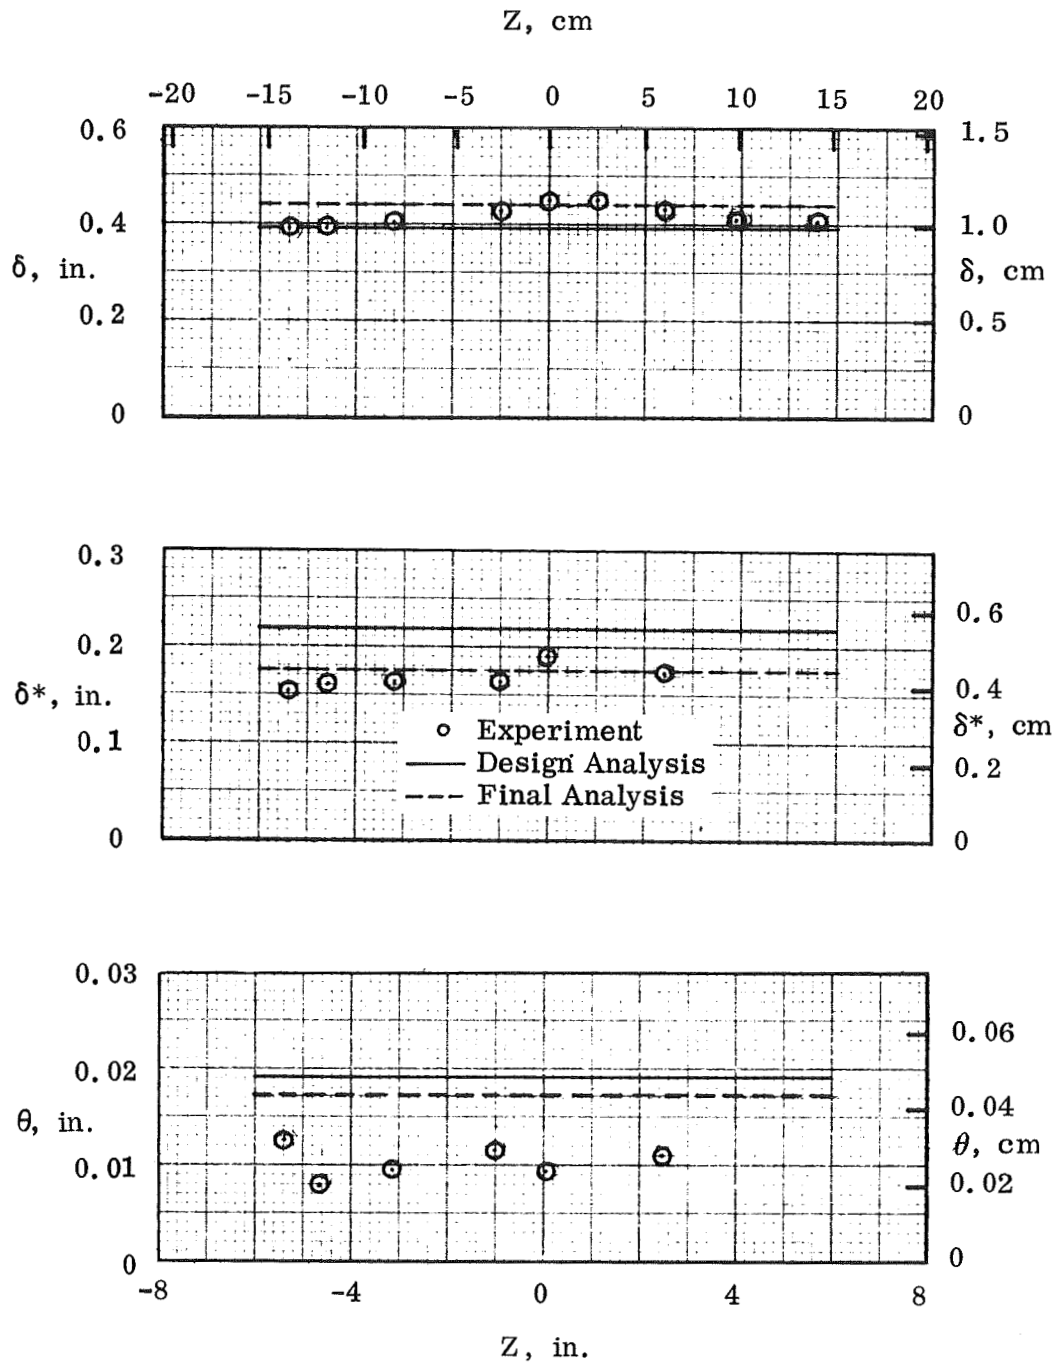 Z, cm
-20 -15 -10 -5 0 5 10 15 20
0.6 1.5
0.4 1.0
δ, in. δ, cm
0.2 0.5
0 0
0.3
0.6
0.2
δ*, in. 0.4
Experiment δ*, cm
0.1 Design Analysis 0.2
Final Analysis
0 0
0.03
0.06
0.02
θ, in. 0.04
θ, cm
0.01 0.02
0 0
-8 -4 0 4 8
Z, in.